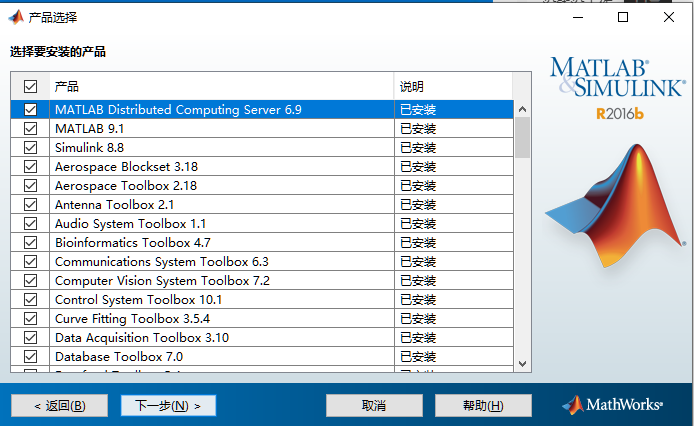 产品选择
选择要安装的产品
产品 说明
MATLAB Distributed Computing Server 6.9 已安装
MATLAB 9.1 已安装
Simulink 8.8 已安装
Aerospace Blockset 3.18 已安装
Aerospace Toolbox 2.18 已安装
Antenna Toolbox 2.1 已安装
Audio System Toolbox 1.1 已安装
Bioinformatics Toolbox 4.7 已安装
Communications System Toolbox 6.3 已安装
Computer Vision System Toolbox 7.2 已安装
Control System Toolbox 10.1 已安装
Curve Fitting Toolbox 3.5.4 已安装
Data Acquisition Toolbox 3.10 已安装
Database Toolbox 7.0 已安装
MATLAB®
&SIMULINK®
R2016b
®
< 返回(B) 下一步(N) > 取消 帮助(H) MathWorks®